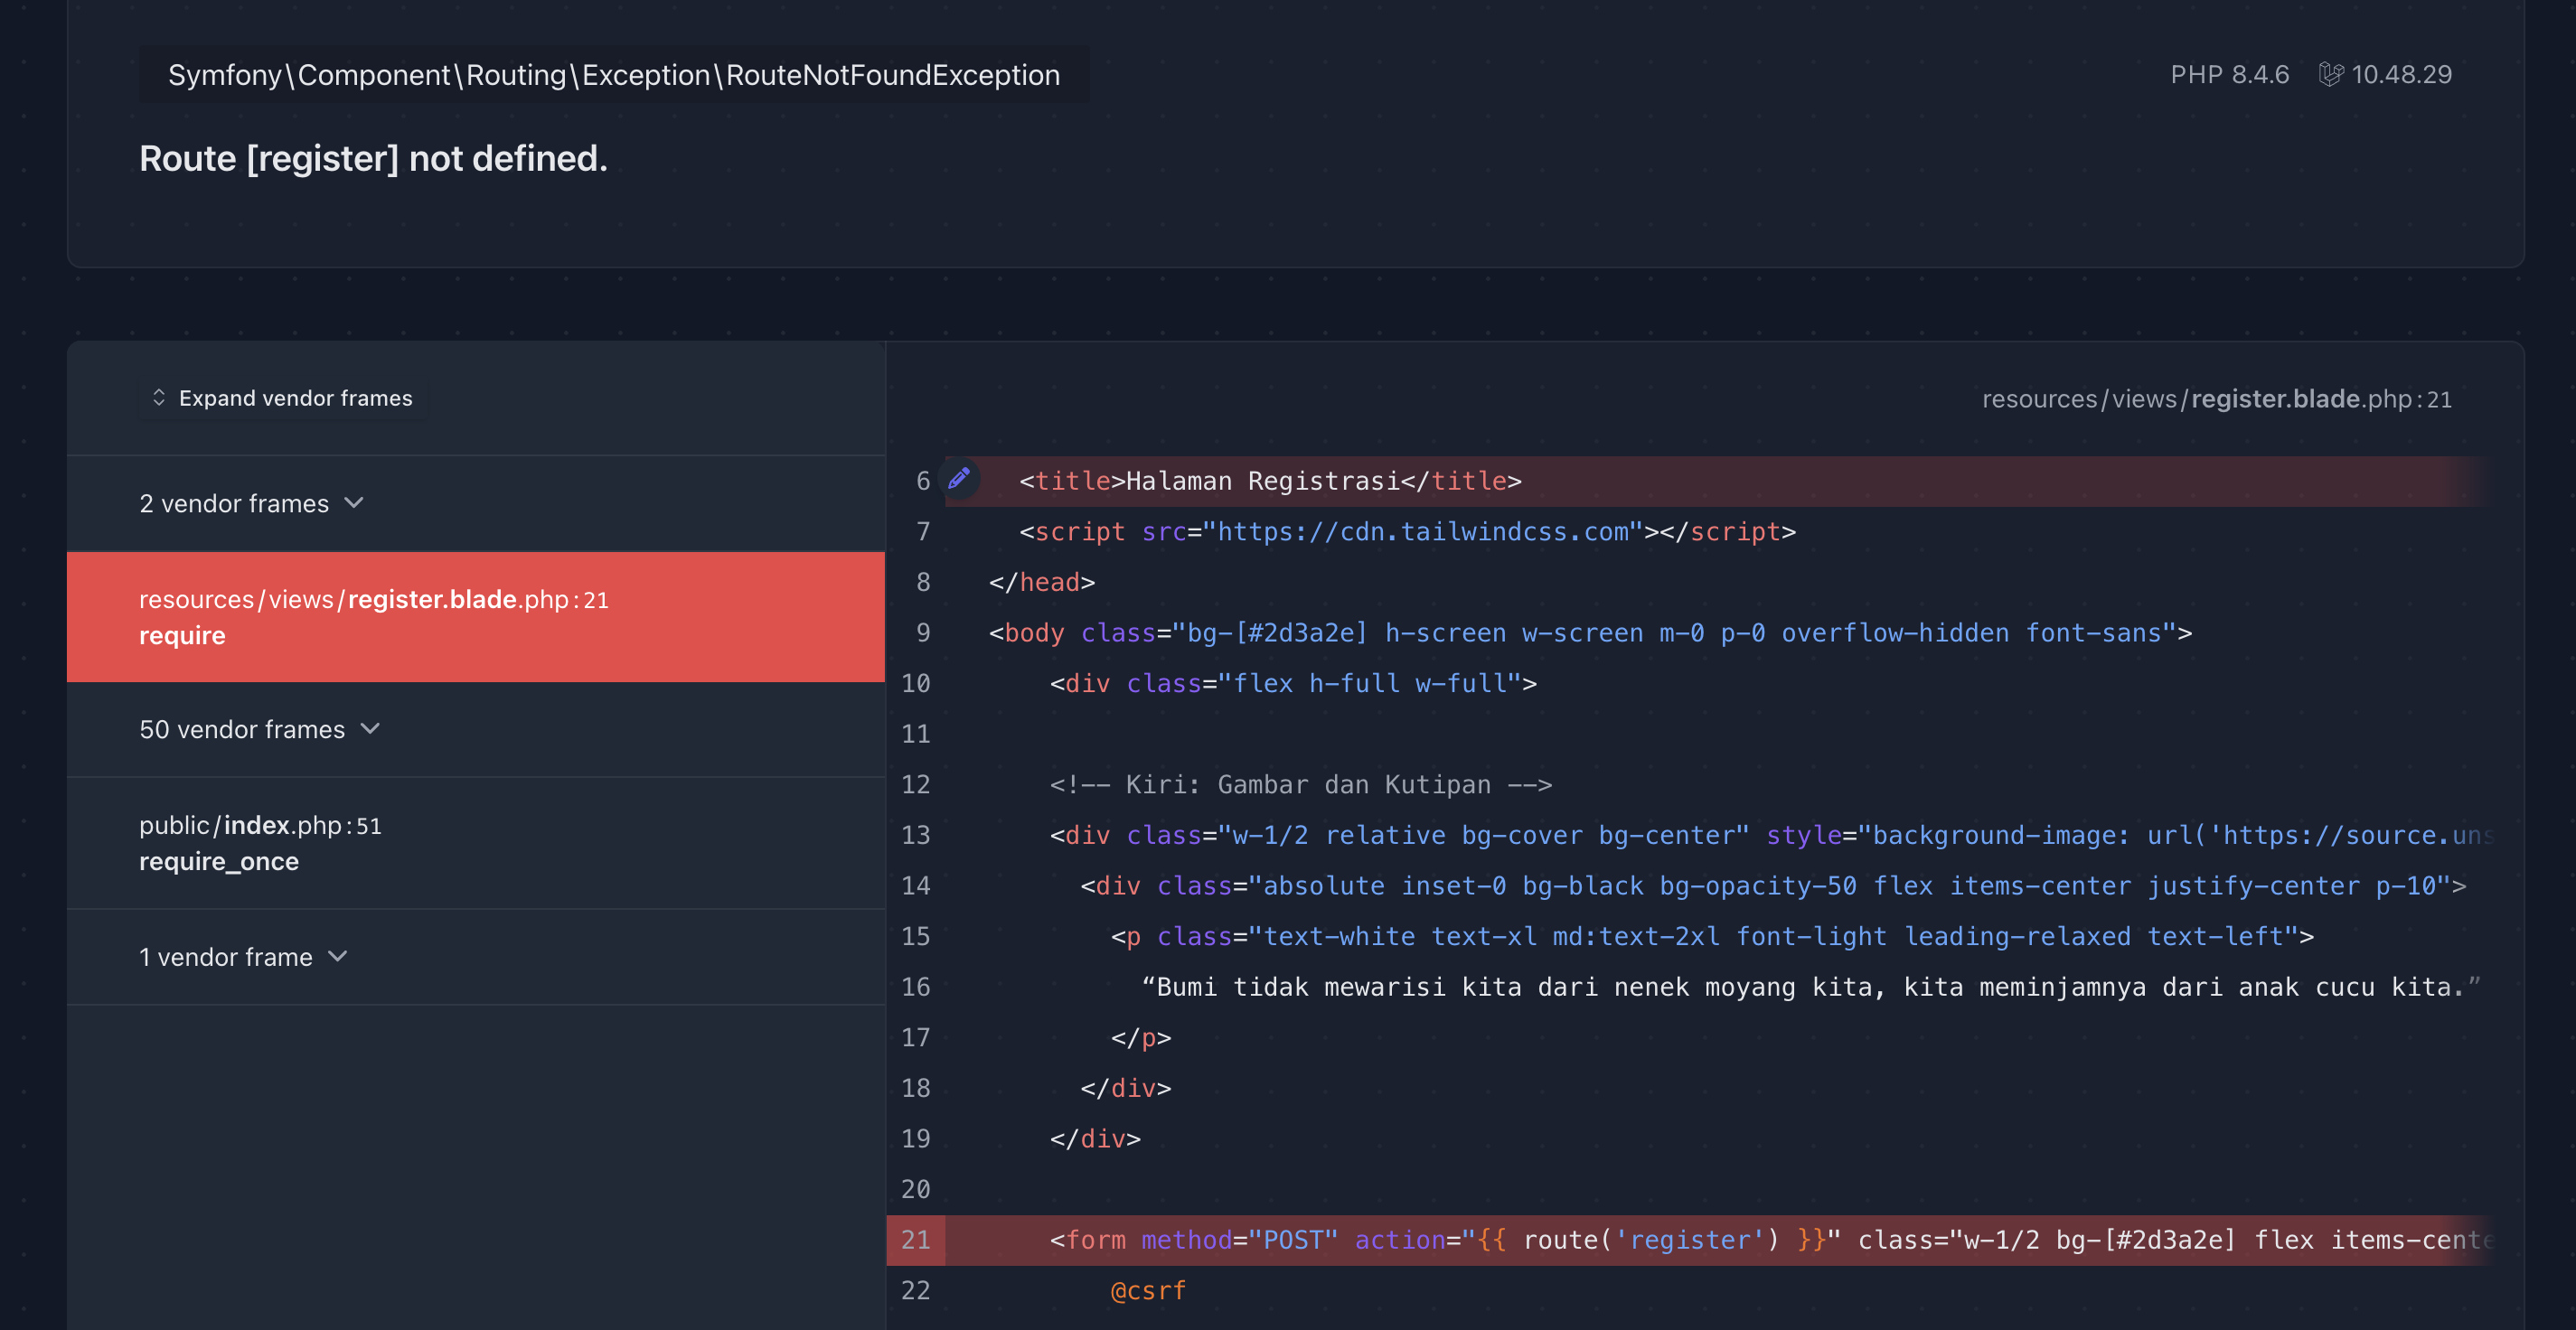 Symfony\Component\Routing\Exception\RouteNotFoundException
PHP 8.4.6 10.48.29
Route [register] not defined.
Expand vendor frames
2 vendor frames
resources/views/register.blade.php:21
require
50 vendor frames
public/index.php:51
require_once
1 vendor frame
resources/views/register.blade.php:21
6 <title>Halaman Registrasi</title>
7 <script src="https://cdn.tailwindcss.com"></script>
8 </head>
9 <body class="bg-[#2d3a2e] h-screen w-screen m-0 p-0 overflow-hidden font-sans">
10 <div class="flex h-full w-full">
11
12 <!-- Kiri: Gambar dan Kutipan -->
13 <div class="w-1/2 relative bg-cover bg-center" style="background-image: url('https://source.uns
14 <div class="absolute inset-0 bg-black bg-opacity-50 flex items-center justify-center p-10">
15 <p class="text-white text-xl md:text-2xl font-light leading-relaxed text-left">
16 “Bumi tidak mewarisi kita dari nenek moyang kita, kita meminjamnya dari anak cucu kita.”
17 </p>
18 </div>
19 </div>
20
21 <form method="POST" action="{{ route('register') }}" class="w-1/2 bg-[#2d3a2e] flex items-cente
22 @csrf